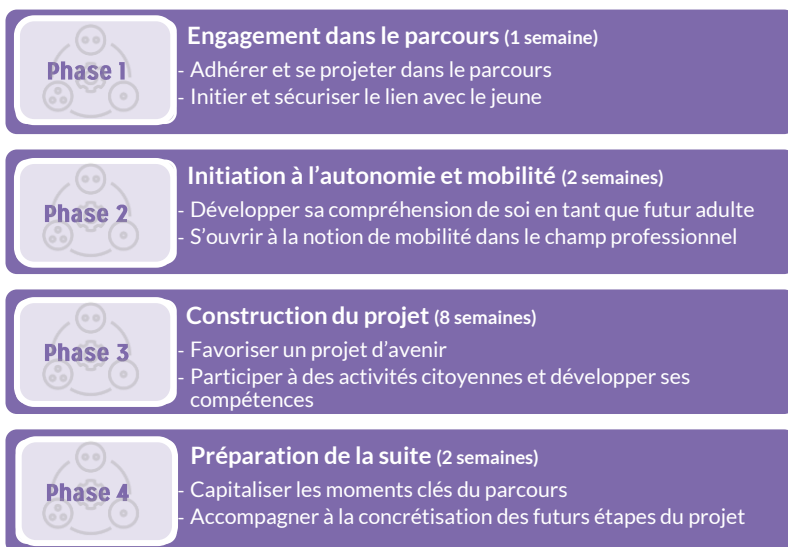 Phase 1
Engagement dans le parcours (1 semaine)
- Adhérer et se projeter dans le parcours
- Initier et sécuriser le lien avec le jeune
Phase 2
Initiation à l'autonomie et mobilité (2 semaines)
- Développer sa compréhension de soi en tant que futur adulte
- S'ouvrir à la notion de mobilité dans le champ professionnel
Phase 3
Construction du projet (8 semaines)
- Favoriser un projet d'avenir
- Participer à des activités citoyennes et développer ses
compétences
Phase 4
Préparation de la suite (2 semaines)
- Capitaliser les moments clés du parcours
- Accompagner à la concrétisation des futurs étapes du projet